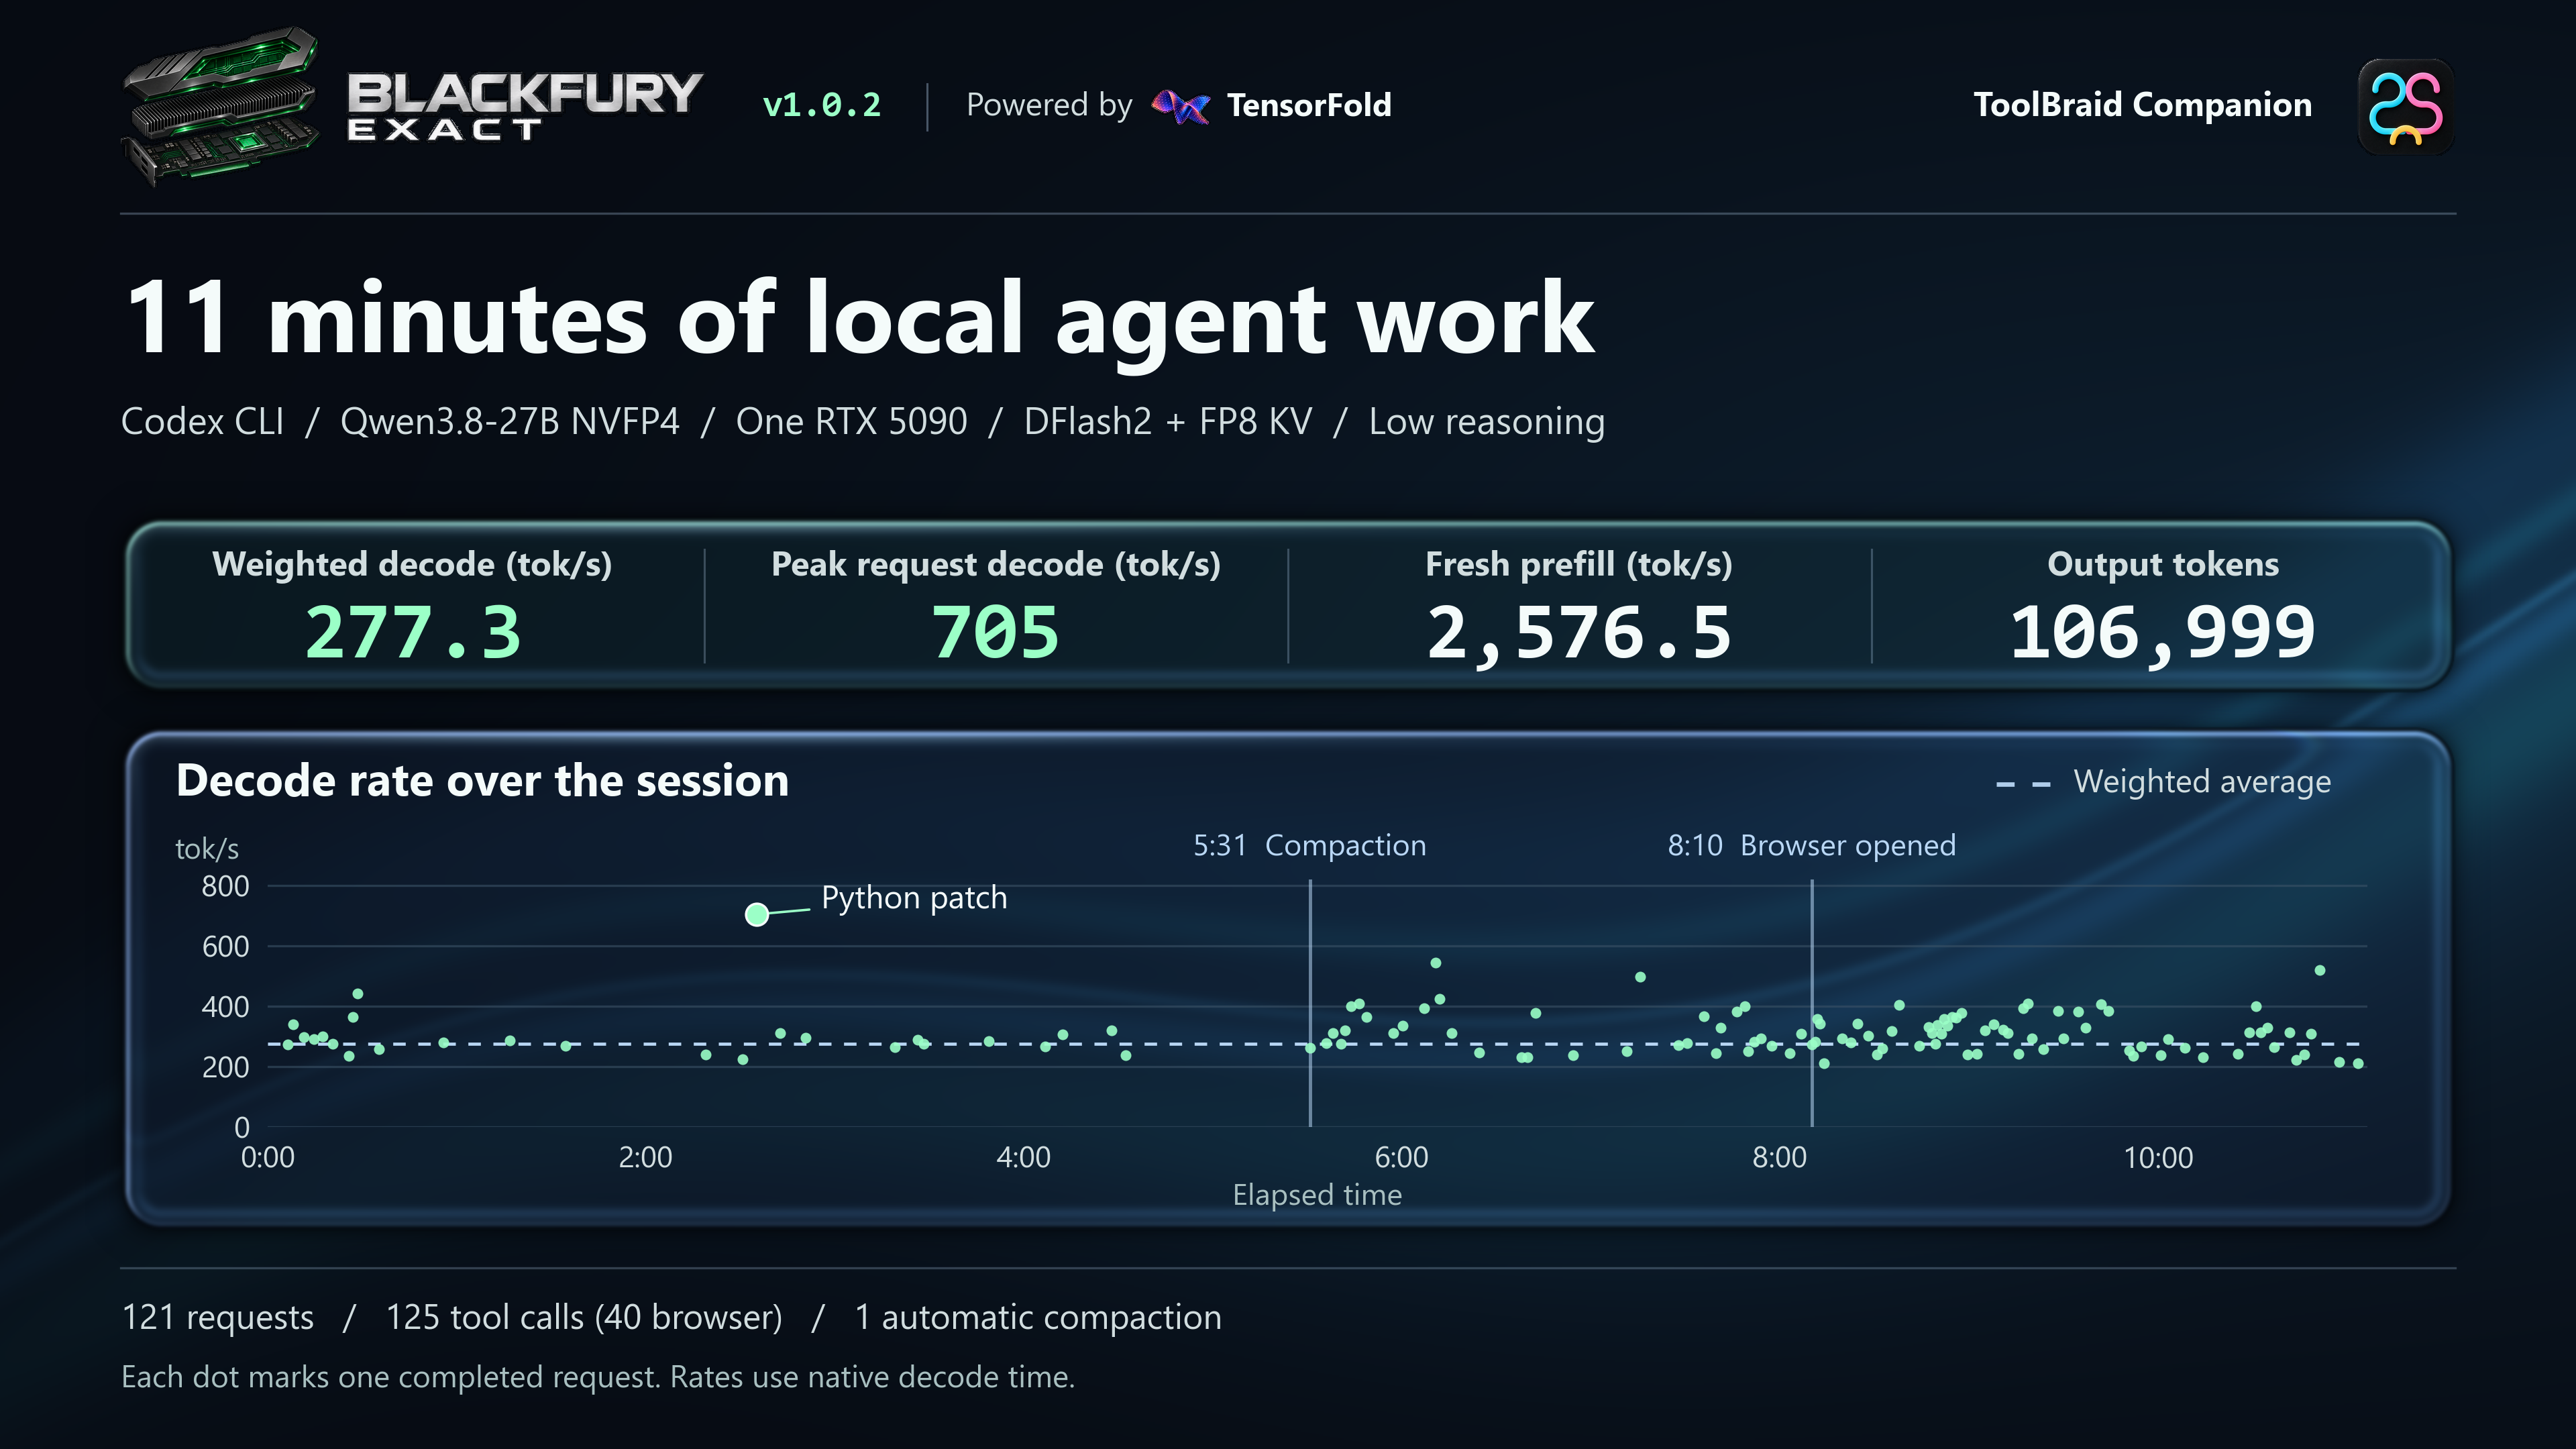 BLACKFURY
EXACT
v1.0.2
Powered by TensorFold
ToolBraid Companion
11 minutes of local agent work
Codex CLI / Qwen3.8-27B NVFP4 / One RTX 5090 / DFlash2 + FP8 KV / Low reasoning
Weighted decode (tok/s)
277.3
Peak request decode (tok/s)
705
Fresh prefill (tok/s)
2,576.5
Output tokens
106,999
Decode rate over the session
Weighted average
tok/s
5:31 Compaction
8:10 Browser opened
Python patch
800
600
400
200
0
0:00
2:00
4:00
6:00
8:00
10:00
Elapsed time
121 requests / 125 tool calls (40 browser) / 1 automatic compaction
Each dot marks one completed request. Rates use native decode time.